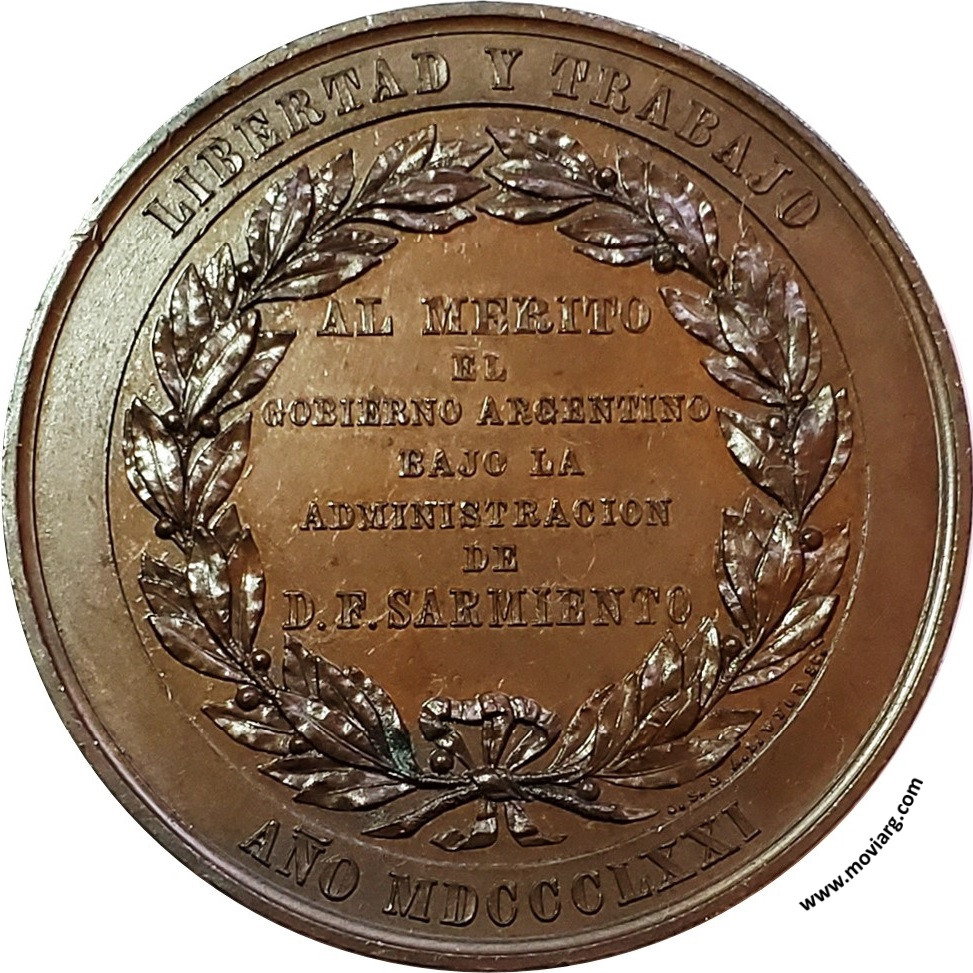 LIBERTAD Y TRABAJO
AL MERITO
EL
GOBIERNO ARGENTINO
BAJO LA
ADMINISTRACION
DE
D. F. SARMIENTO
AÑO MDCCCLXXI
www.moviarg.com